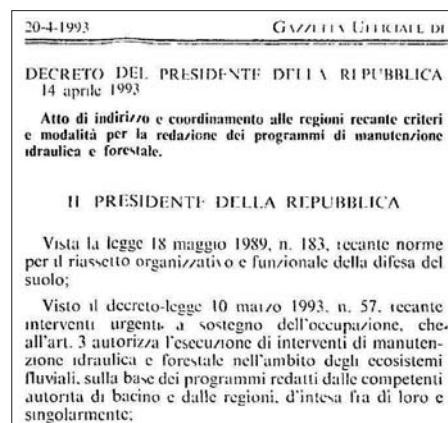 20-4-1993 GAZZETTA UFFICIALE DI
DECRETO DEL PRESIDENTE DELLA REPUBBLICA
14 aprile 1993
Atto di indirizzo e coordinamento alle regioni recante criteri
e modalità per la redazione dei programmi di manutenzione
idraulica e forestale.
IL PRESIDENTE DELLA REPUBBLICA
Vista la legge 18 maggio 1989, n. 183, recante norme
per il riassetto organizzativo e funzionale della difesa del
suolo;
Visto il decreto-legge 10 marzo 1993, n. 57, recante
interventi urgenti a sostegno dell'occupazione, che
all'art. 3 autorizza l'esecuzione di interventi di manuten-
zione idraulica e forestale nell'ambito degli ecosistemi
fluviali, sulla base dei programmi redatti dalle competenti
autorità di bacino e dalle regioni, d'intesa fra di loro e
singolarmente;